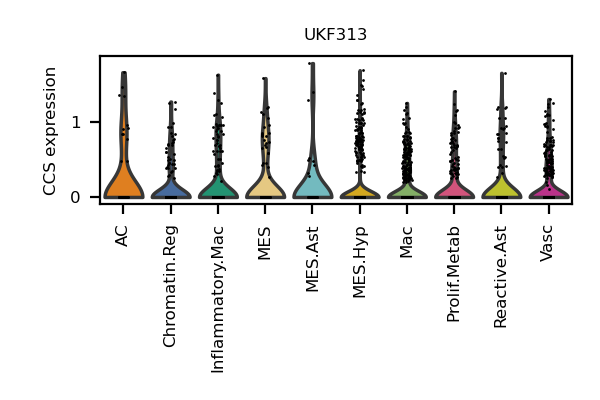 UKF313
CCS expression
1
0
AC
Chromatin.Reg
Inflammatory.Mac
MES
MES.Ast
MES.Hyp
Mac
Prolif.Metab
Reactive.Ast
Vasc